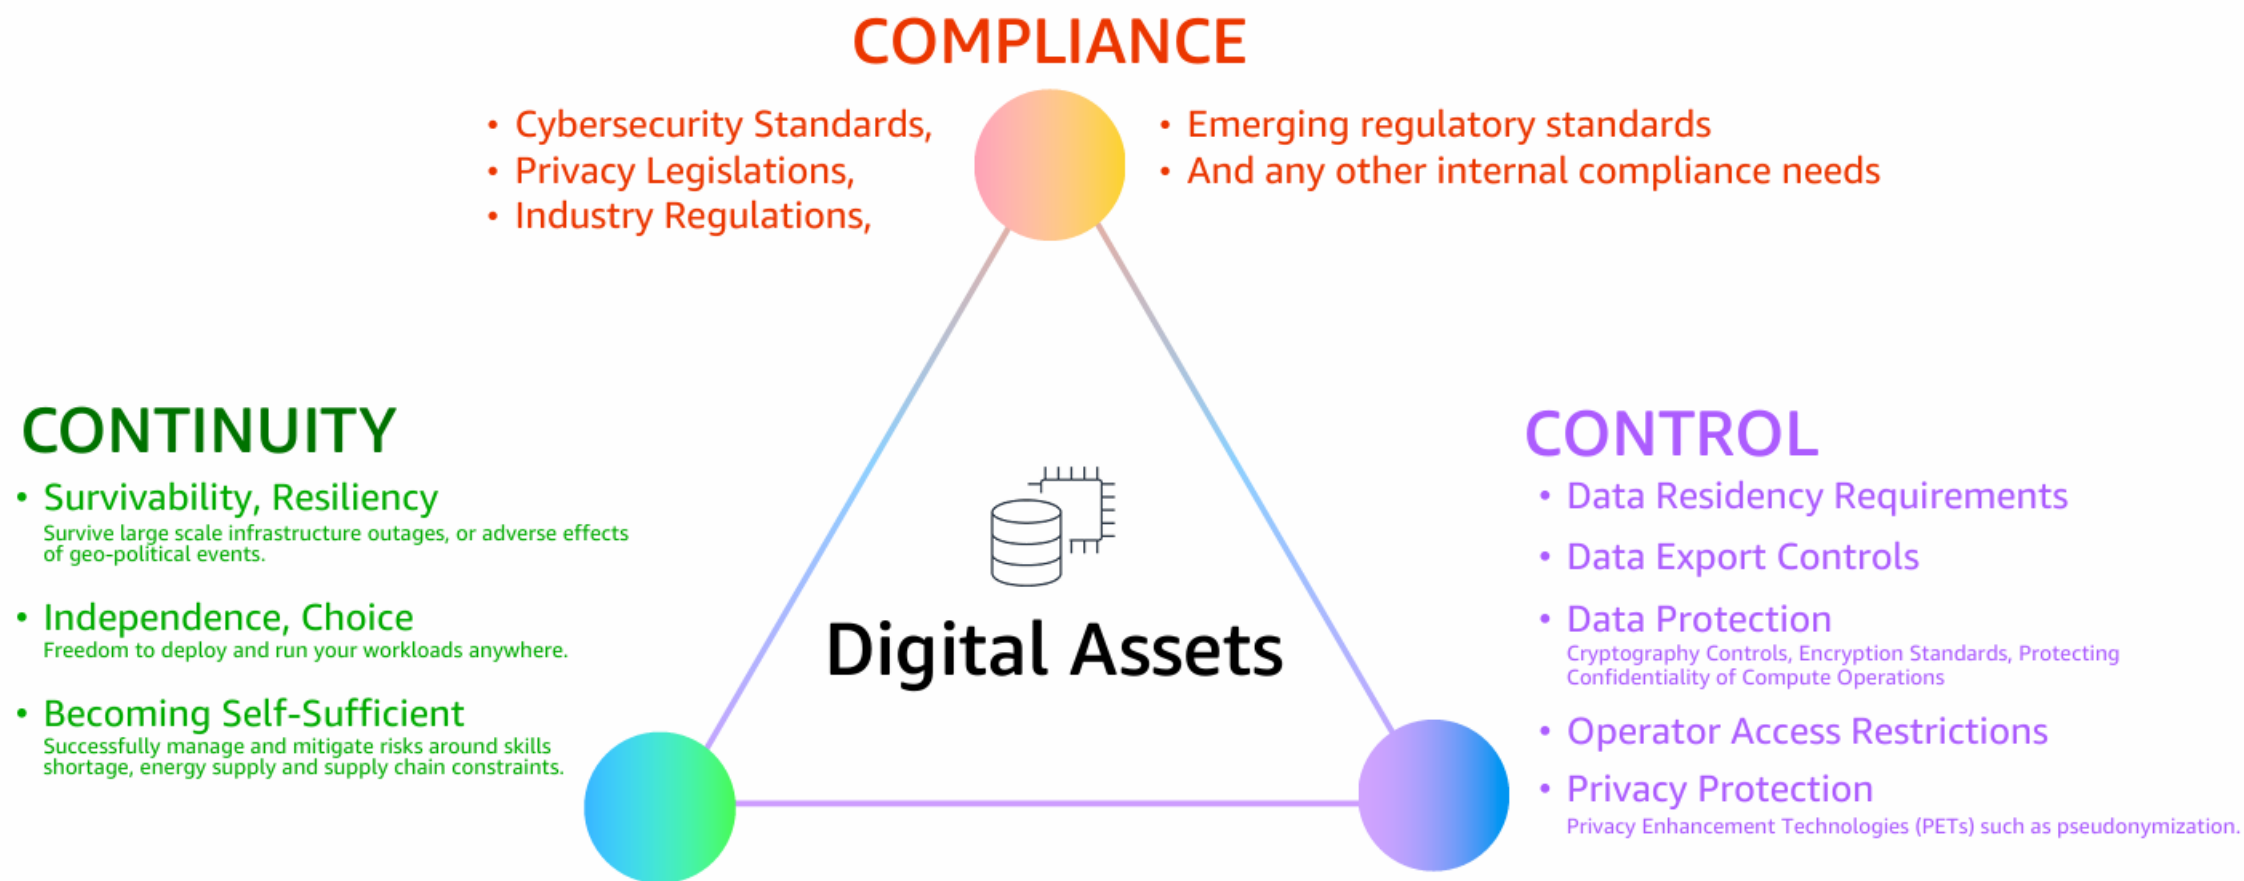 COMPLIANCE
• Cybersecurity Standards,
• Privacy Legislations,
• Industry Regulations,
• Emerging regulatory standards
• And any other internal compliance needs
CONTINUITY
• Survivability, Resiliency
Survive large scale infrastructure outages, or adverse effects
of geo-political events.
• Independence, Choice
Freedom to deploy and run your workloads anywhere.
• Becoming Self-Sufficient
Successfully manage and mitigate risks around skills
shortage, energy supply and supply chain constraints.
Digital Assets
CONTROL
• Data Residency Requirements
• Data Export Controls
• Data Protection
Cryptography Controls, Encryption Standards, Protecting
Confidentiality of Compute Operations
• Operator Access Restrictions
• Privacy Protection
Privacy Enhancement Technologies (PETs) such as pseudonymization.